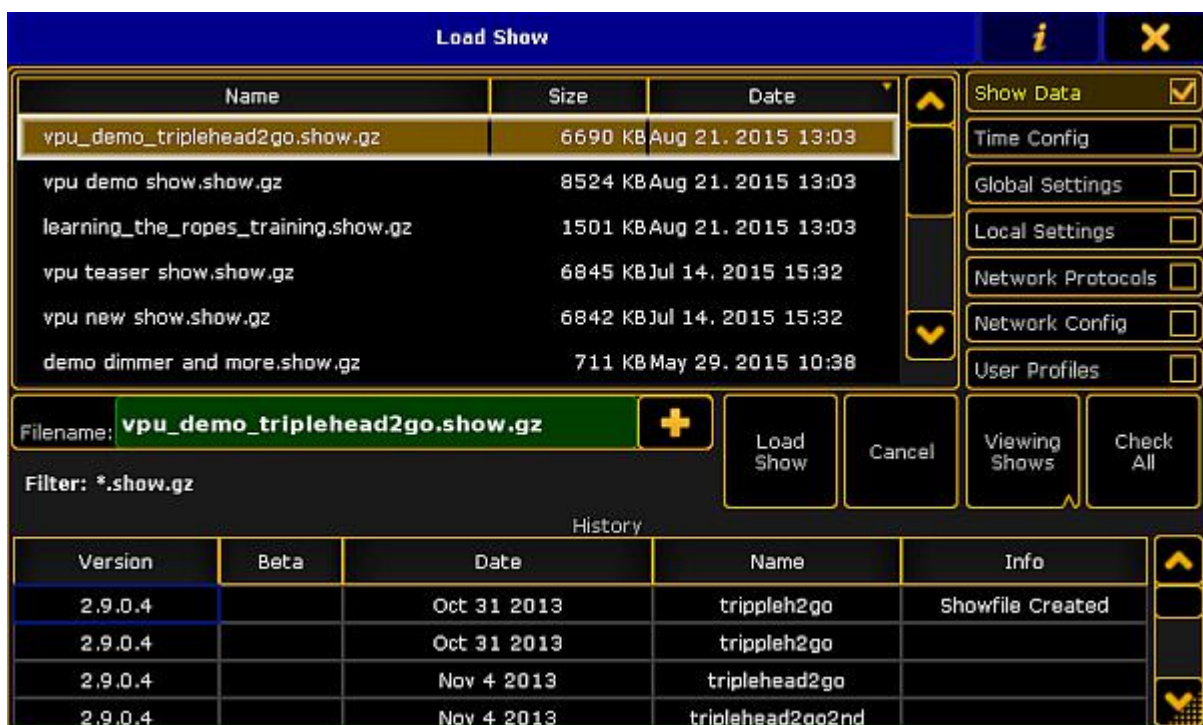 Load Show
i
Name Size Date
vpu_demo_triplehead2go.show.gz 6690 KB Aug 21. 2015 13:03
vpu demo show.show.gz 8524 KB Aug 21. 2015 13:03
learning_the_ropes_training.show.gz 1501 KB Aug 21. 2015 13:03
vpu teaser show.show.gz 6845 KB Jul 14. 2015 15:32
vpu new show.show.gz 6842 KB Jul 14. 2015 15:32
demo dimmer and more.show.gz 711 KB May 29. 2015 10:38
Show Data
Time Config
Global Settings
Local Settings
Network Protocols
Network Config
User Profiles
Filename: vpu_demo_triplehead2go.show.gz
Load
Show
Cancel
Viewing
Shows
Check
All
Filter: *.show.gz
History
Version Beta Date Name Info
2.9.0.4 Oct 31 2013 trippleh2go Showfile Created
2.9.0.4 Oct 31 2013 trippleh2go
2.9.0.4 Nov 4 2013 triplehead2go
2.9.0.4 Nov 4 2013 triplehead2go2nd